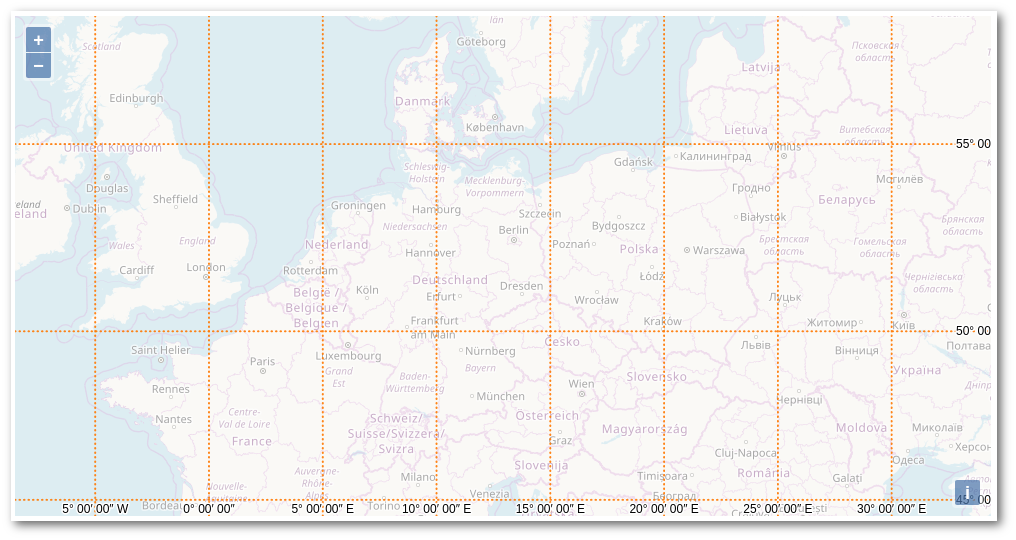 +
län
Göteborg
Scotland
−
Псковская
область
Latvija
Edinburgh
Danmark
København
Lietuva
Витебская
область
United Kingdom
Vilnius
55° 00
Gdańsk
Калининград
Schleswig-
Holstein
Mecklenburg-
Vorpommern
Могилёв
Douglas
Гродно
Sheffield
Беларусь
eland
eland
Dublin
Groningen
Hamburg
Szczecin
Białystok
Брянская
область
Bydgoszcz
Niedersachsen
Berlin
Wales
England
Nederland
Hannover
Poznań
Polska
Warszawa
Брестская
область
Гомельская
область
Cardiff
London
Rotterdam
Łódź
Deutschland
Чернігівська
область
Köln
België /
Belgique /
Belgien
Erfurt
Dresden
Wrocław
Луцьк
Frankfurt
am Main
Kraków
Житомир
Київ
50° 00
Česko
Saint Helier
Paris
Luxembourg
Nürnberg
Львів
Вінниця
Полтава
Grand
Est
Bayern
Baden-
Württemberg
Slovensko
Україна
Rennes
München
Wien
Чернівці
Centre-
Val de Loire
Nantes
Schweiz/
Suisse/Svizzera/
Svizra
Österreich
Magyarország
Moldova
Миколаїв
France
Graz
Херсон
Cluj-Napoca
Slovenija
Одеса
Auvergne-
Rhône-
Alpes
Milano
Timișoara
România
Galați
Nouvelle-
Aquitaine
Venezia
Београд
i
45° 00
Bordeaux
Torino
5° 00′ 00″ W
0° 00′ 00″
5° 00′ 00″ E
10° 00′ 00″ E
15° 00′ 00″ E
20° 00′ 00″ E
25° 00′ 00″ E
30° 00′ 00″ E